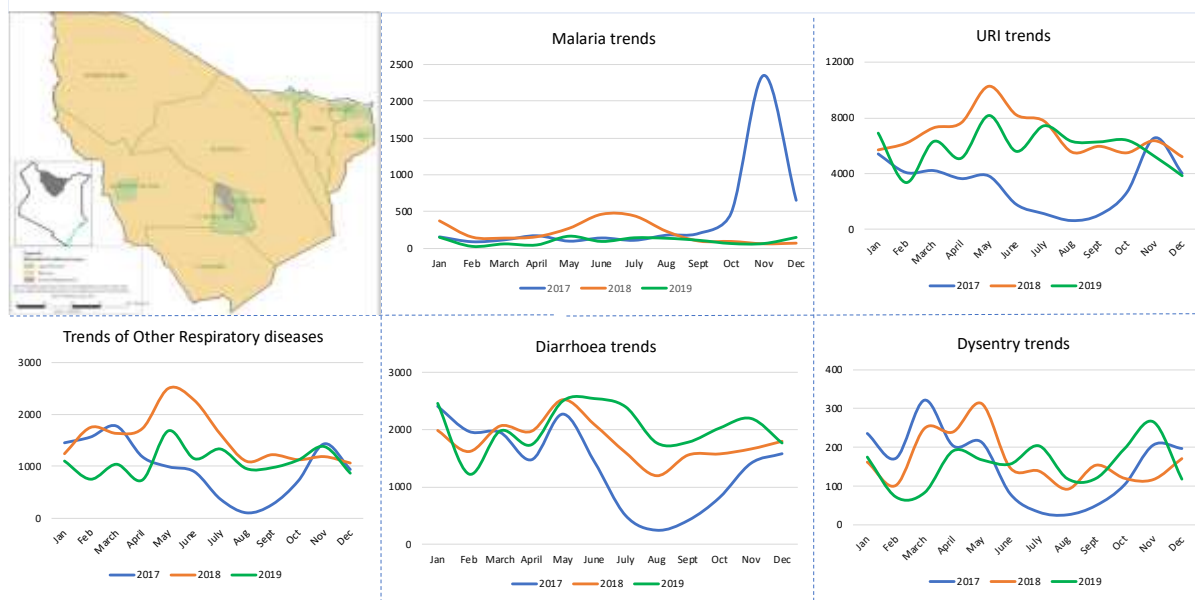 Malaria trends
2500
2000
1500
1000
500
0
Jan Feb March April May June July Aug Sept Oct Nov Dec
2017 2018 2019
URI trends
12000
8000
4000
0
Jan Feb March April May June July Aug Sept Oct Nov Dec
2017 2018 2019
Trends of Other Respiratory diseases
3000
2000
1000
0
Jan Feb March April May June July Aug Sept Oct Nov Dec
2017 2018 2019
Diarrhoea trends
3000
2000
1000
0
Jan Feb March April May June July Aug Sept Oct Nov Dec
2017 2018 2019
Dysentry trends
400
300
200
100
0
Jan Feb March April May June July Aug Sept Oct Nov Dec
2017 2018 2019